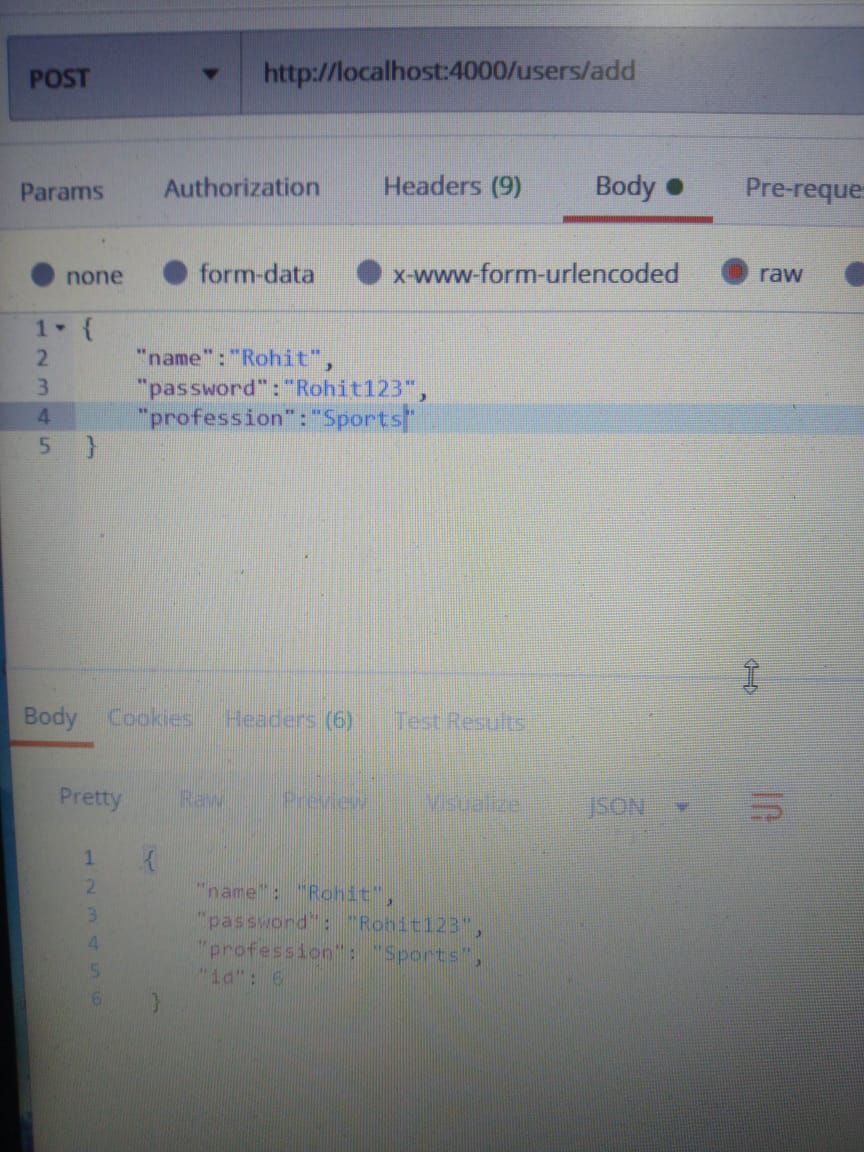 POST http://localhost:4000/users/add
Params Authorization Headers (9) Body Pre-reque
none form-data x-www-form-urlencoded raw
1 {
2 "name":"Rohit",
3 "password":"Rohit123",
4 "profession":"Sports"
5 }
Body Cookies Headers (6) Test Results
Pretty Raw Preview Visualize JSON
1 {
2 "name": "Rohit",
3 "password": "Rohit123",
4 "profession": "Sports",
5 "id": 6
6 }